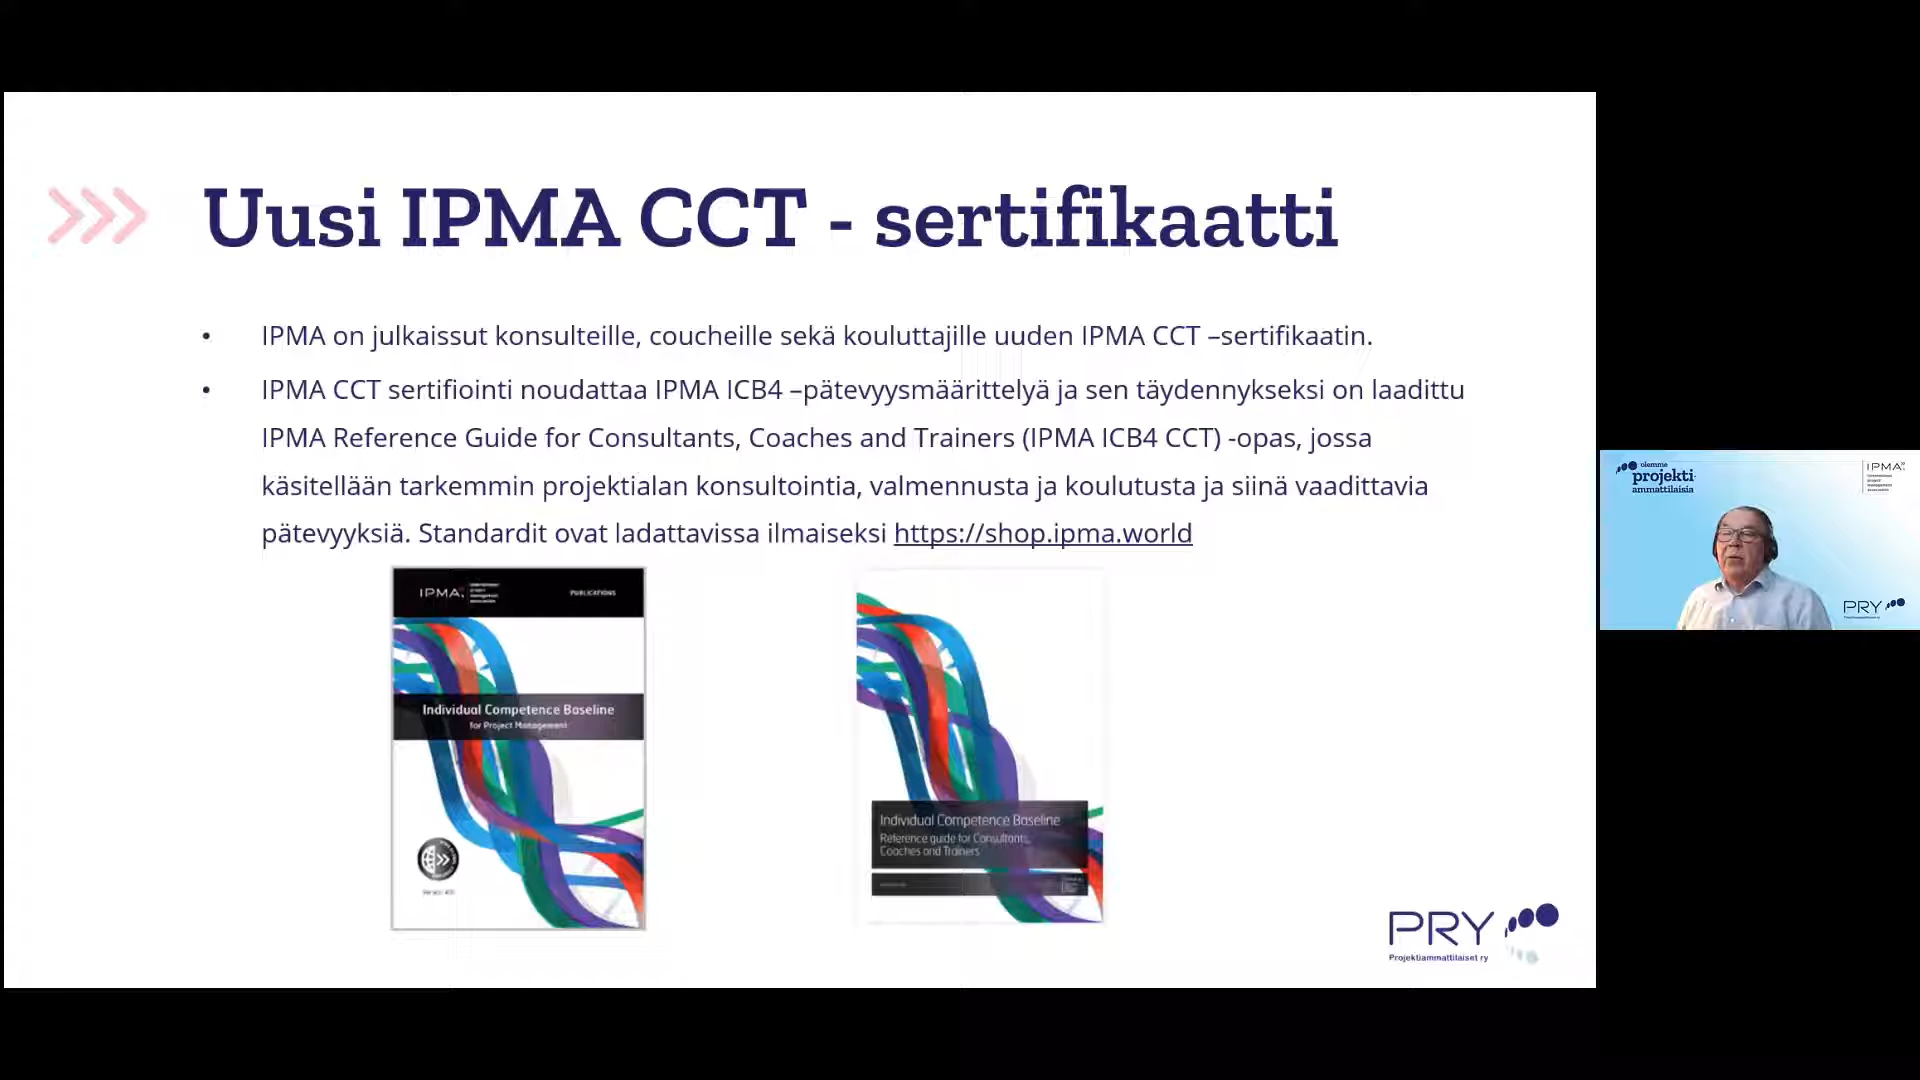 Uusi IPMA CCT - sertifikaatti
• IPMA on julkaissut konsulteille, coucheille sekä kouluttajille uuden IPMA CCT –sertifikaatin.
• IPMA CCT sertifiointi noudattaa IPMA ICB4 –pätevyysmäärittelyä ja sen täydennykseksi on laadittu
IPMA Reference Guide for Consultants, Coaches and Trainers (IPMA ICB4 CCT) -opas, jossa
käsitellään tarkemmin projektialan konsultointia, valmennusta ja koulutusta ja siinä vaadittavia
pätevyyksiä. Standardit ovat ladattavissa ilmaiseksi https://shop.ipma.world
IPMA
PUBLICATIONS
Individual Competence Baseline
for Project Management
Individual Competence Baseline
Reference guide for Consultants,
Coaches and Trainers
PRY
Projektiammattilaiset ry
olemme
projekti
ammattilaisia
IPMA
international
project
management
association
PRY